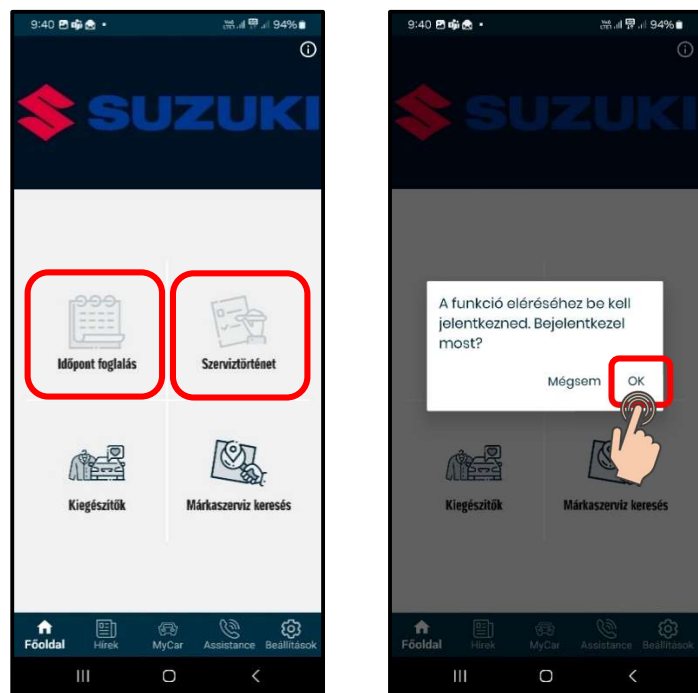 9:40
94%
SUZUKI
Időpont foglalás
Szerviztörténet
Kiegészítők
Márkaszerviz keresés
Főoldal
Hírek
MyCar
Assistance
Beállítások
9:40
94%
SUZUKI
A funkció eléréséhez be kell
jelentkezned. Bejelentkezel
most?
Mégsem
OK
Kiegészítők
Márkaszerviz keresés
Főoldal
Hírek
MyCar
Assistance
Beállítások